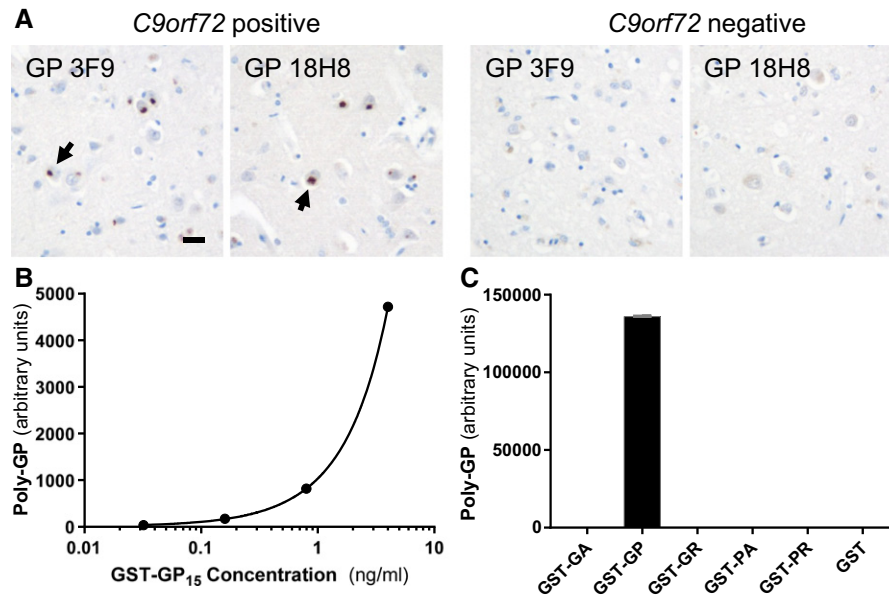 A
C9orf72 positive
C9orf72 negative
GP 3F9
GP 18H8
GP 3F9
GP 18H8
B
Poly-GP (arbitrary units)
5000
4000
3000
2000
1000
0
0.01
0.1
1
10
GST-GP15 Concentration (ng/ml)
C
Poly-GP (arbitrary units)
150000
100000
50000
0
GST-GA
GST-GP
GST-GR
GST-PA
GST-PR
GST